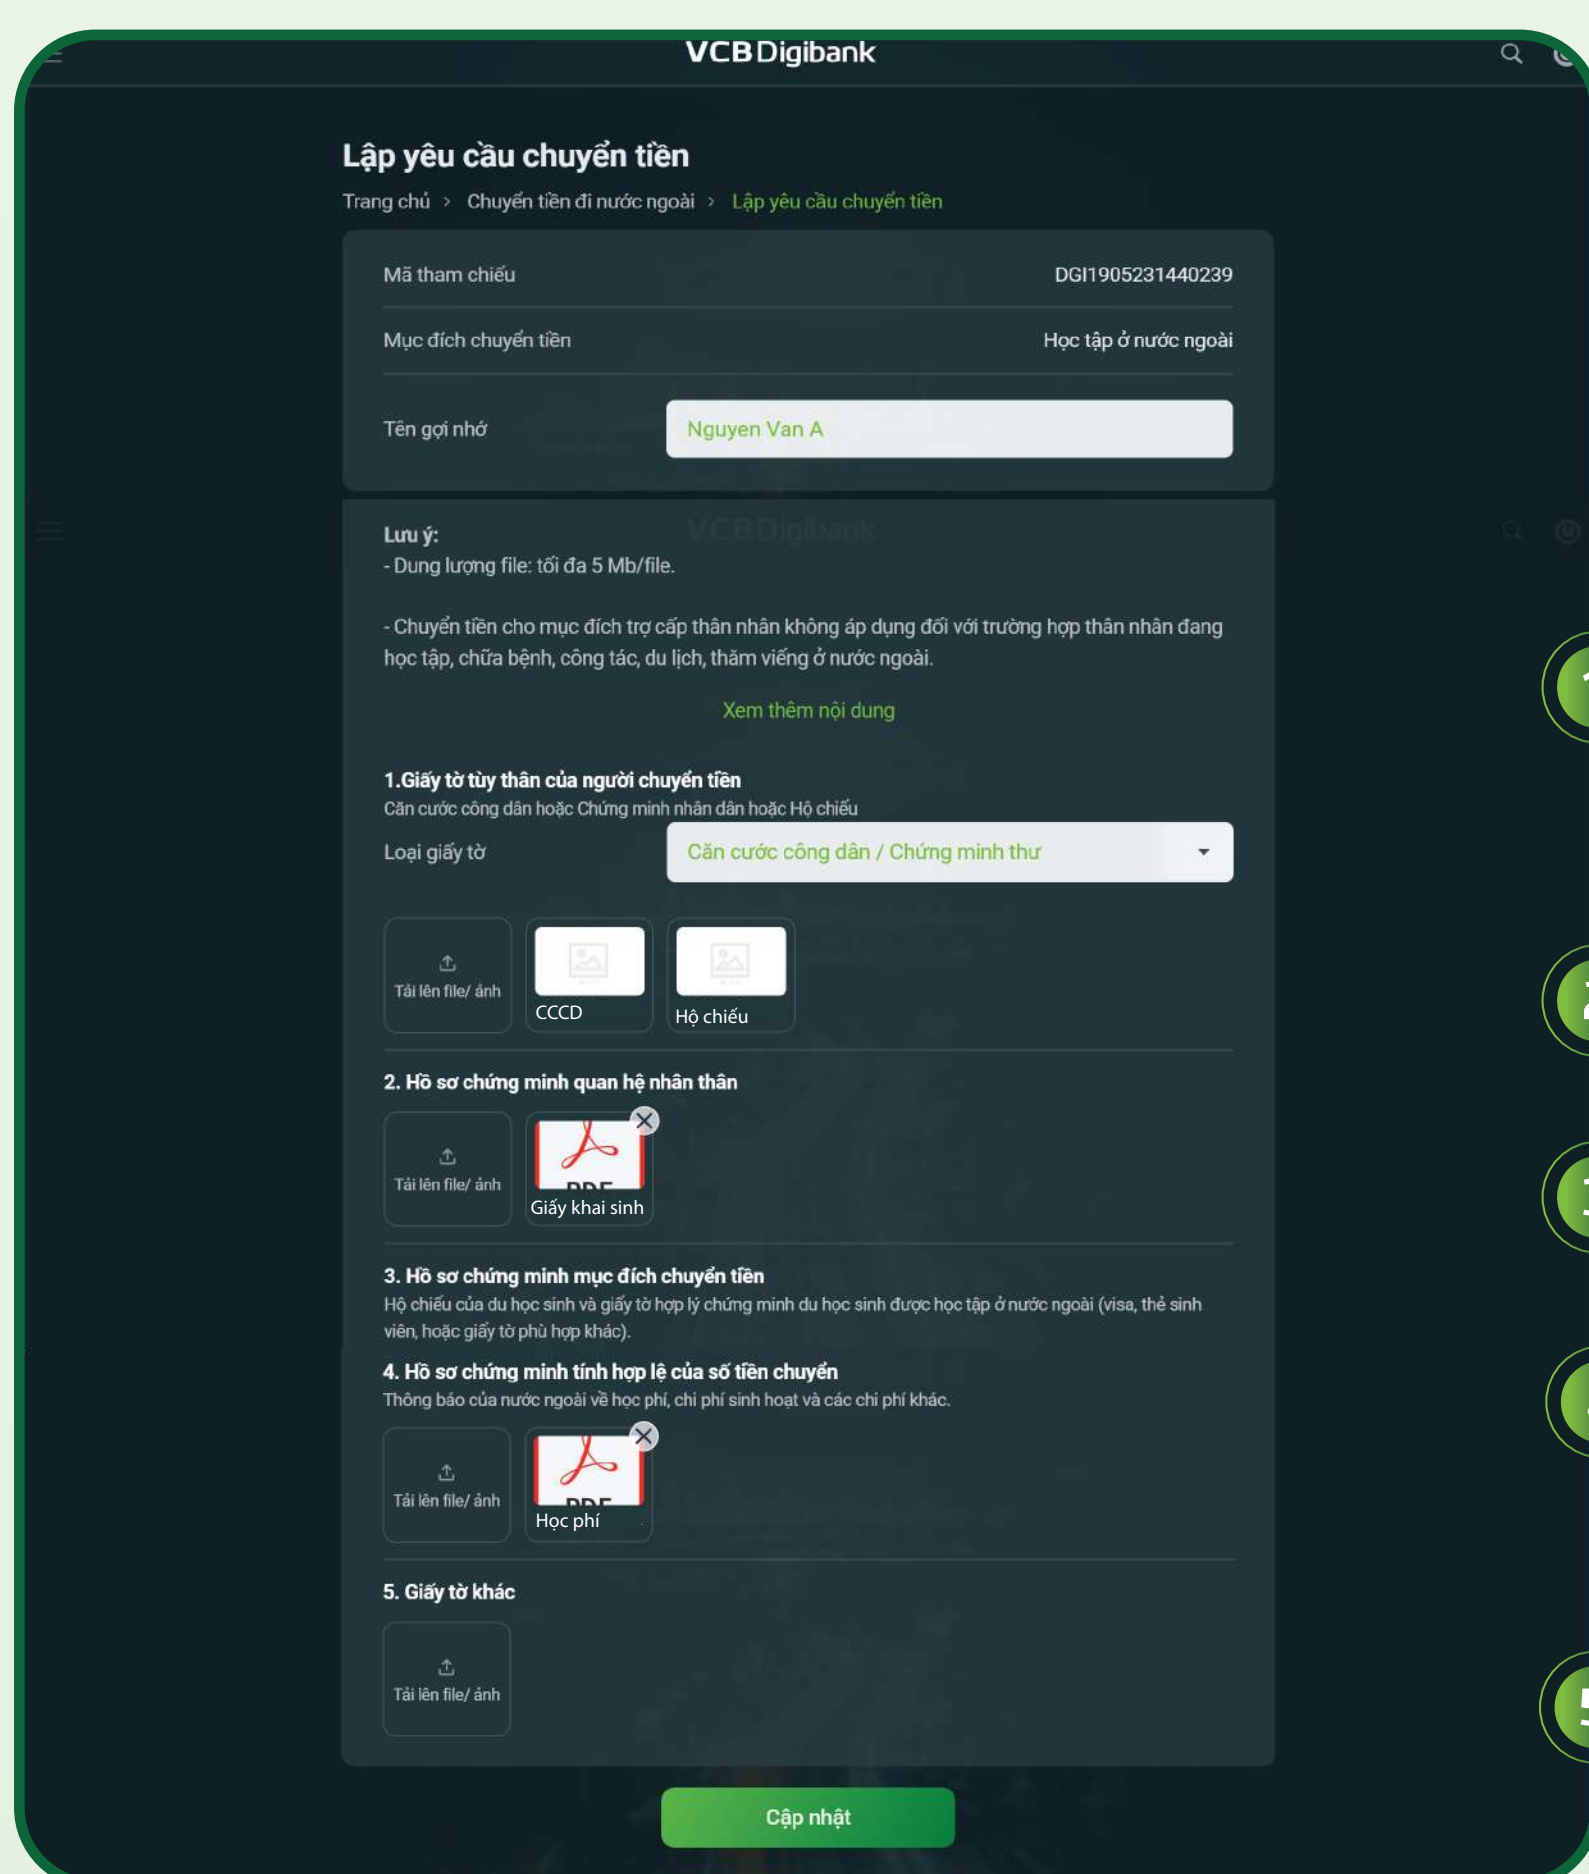 VCB Digibank
Lập yêu cầu chuyển tiền
Trang chủ > Chuyển tiền đi nước ngoài > Lập yêu cầu chuyển tiền
Mã tham chiếu DGI1905231440239
Mục đích chuyển tiền Học tập ở nước ngoài
Tên gợi nhớ Nguyen Van A
VCB Digibank
Lưu ý:
- Dung lượng file: tối đa 5 Mb/file.
- Chuyển tiền cho mục đích trợ cấp thân nhân không áp dụng đối với trường hợp thân nhân đang
học tập, chữa bệnh, công tác, du lịch, thăm viếng ở nước ngoài.
Xem thêm nội dung
1.Giấy tờ tùy thân của người chuyển tiền
Căn cước công dân hoặc Chứng minh nhân dân hoặc Hộ chiếu
Loại giấy tờ Căn cước công dân / Chứng minh thư
Tải lên file/ ảnh CCCD Hộ chiếu
2. Hồ sơ chứng minh quan hệ nhân thân
PDF
Tải lên file/ ảnh Giấy khai sinh
3. Hồ sơ chứng minh mục đích chuyển tiền
Hộ chiếu của du học sinh và giấy tờ hợp lý chứng minh du học sinh được học tập ở nước ngoài (visa, thẻ sinh
viên, hoặc giấy tờ phù hợp khác).
4. Hồ sơ chứng minh tính hợp lệ của số tiền chuyển
Thông báo của nước ngoài về học phí, chi phí sinh hoạt và các chi phí khác.
PDF
Tải lên file/ ảnh Học phí
5. Giấy tờ khác
Tải lên file/ ảnh
Cập nhật
1
2
3
5